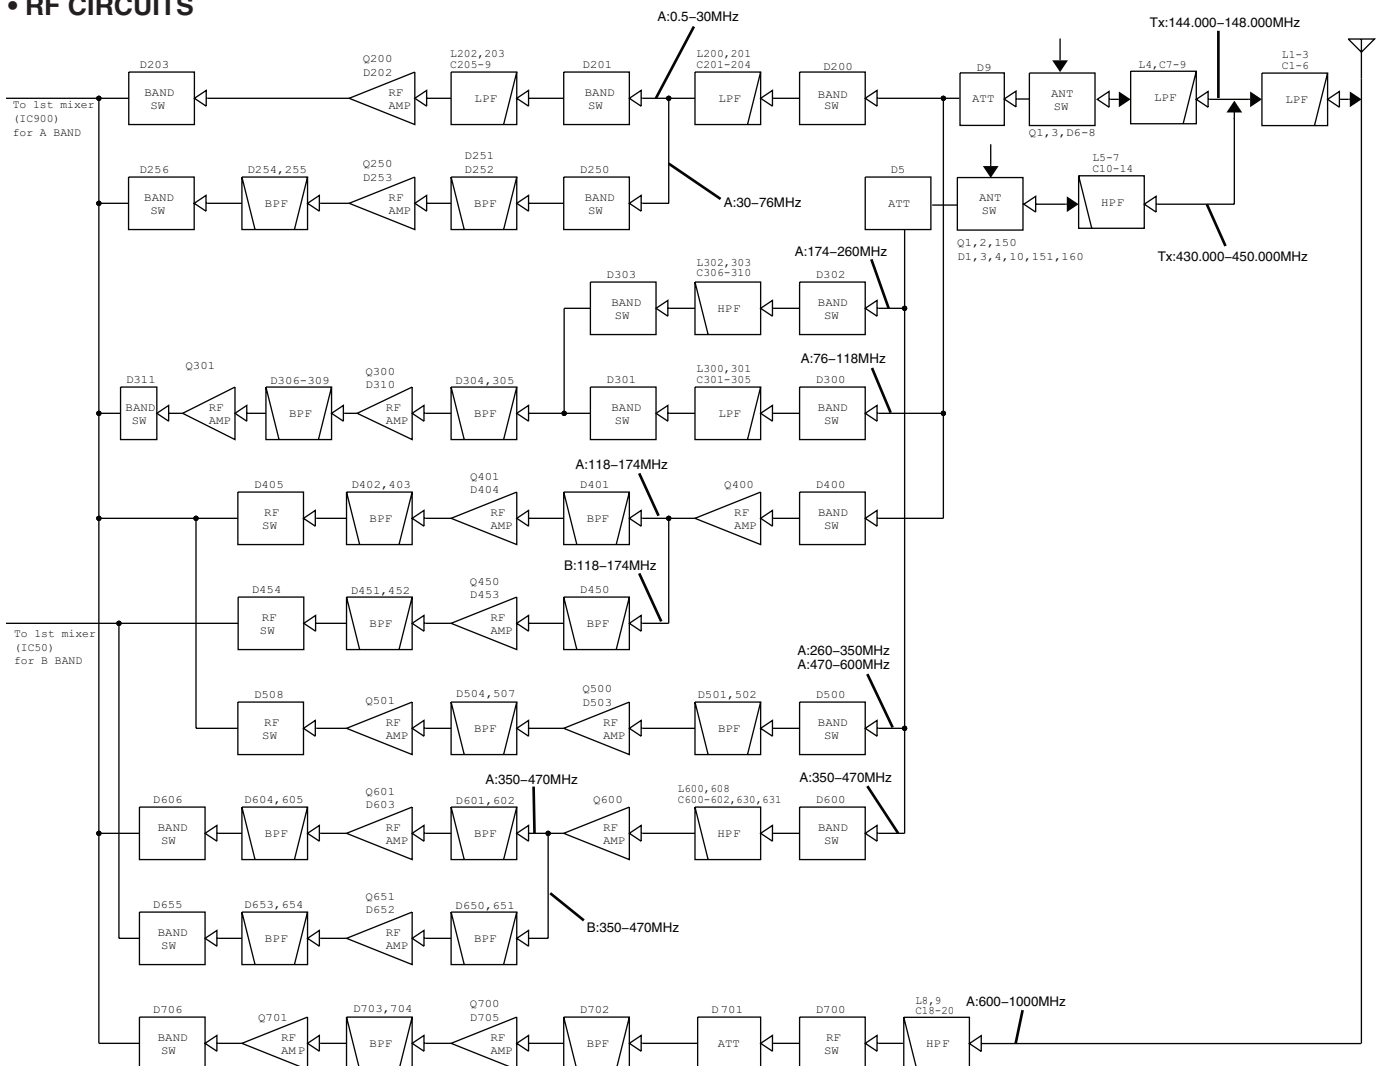 • RF CIRCUITS
A:0.5–30MHz
Tx:144.000–148.000MHz
D203
BAND
SW
Q200
D202
RF
AMP
L202,203
C205-9
LPF
D201
BAND
SW
L200,201
C201-204
LPF
D200
BAND
SW
D9
ATT
ANT
SW
Q1,3,D6-8
L4,C7-9
LPF
L1-3
C1-6
LPF
To 1st mixer
(IC900)
for A BAND
D256
BAND
SW
D254,255
BPF
Q250
D253
RF
AMP
D251
D252
BPF
D250
BAND
SW
A:30–76MHz
D5
ATT
ANT
SW
Q1,2,150
D1,3,4,10,151,160
L5-7
C10-14
HPF
Tx:430.000–450.000MHz
A:174–260MHz
D303
BAND
SW
L302,303
C306-310
HPF
D302
BAND
SW
A:76–118MHz
D311
BAND
SW
Q301
RF
AMP
D306-309
BPF
Q300
D310
RF
AMP
D304,305
BPF
D301
BAND
SW
L300,301
C301-305
LPF
D300
BAND
SW
A:118–174MHz
D405
RF
SW
D402,403
BPF
Q401
D404
RF
AMP
D401
BPF
Q400
RF
AMP
D400
BAND
SW
B:118–174MHz
D454
RF
SW
D451,452
BPF
Q450
D453
RF
AMP
D450
BPF
To 1st mixer
(IC50)
for B BAND
A:260–350MHz
A:470–600MHz
D508
RF
SW
Q501
RF
AMP
D504,507
BPF
Q500
D503
RF
AMP
D501,502
BPF
D500
BAND
SW
A:350–470MHz
A:350–470MHz
D606
BAND
SW
D604,605
BPF
Q601
D603
RF
AMP
D601,602
BPF
Q600
RF
AMP
L600,608
C600-602,630,631
HPF
D600
BAND
SW
D655
BAND
SW
D653,654
BPF
Q651
D652
RF
AMP
D650,651
BPF
B:350–470MHz
D706
BAND
SW
Q701
RF
AMP
D703,704
BPF
Q700
D705
RF
AMP
D702
BPF
D701
ATT
D700
RF
SW
L8,9
C18-20
HPF
A:600–1000MHz